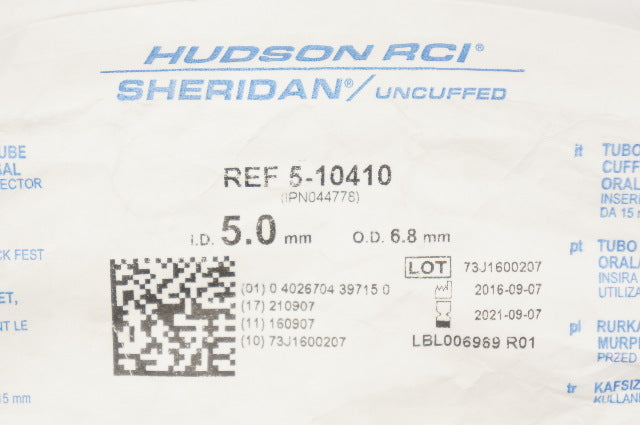 HUDSON RCI®
SHERIDAN®/ UNCUFFED
UBE
AL
ECTOR
REF 5-10410
(IPN044778)
I.D. 5.0 mm O.D. 6.8 mm
CK FEST
ET,
NT LE
5 mm
(01) 0 4026704 39715 0
(17) 210907
(11) 160907
(10) 73J1600207
LOT 73J1600207
2016-09-07
2021-09-07
LBL006969 R01
it TUBO
CUFF
ORAL
INSERI
DA 15 m
pt TUBO
ORAL
INSIRA
UTILIZA
pl RURKA
MURPH
PRZED
tr KAFSIZ
KULLAN